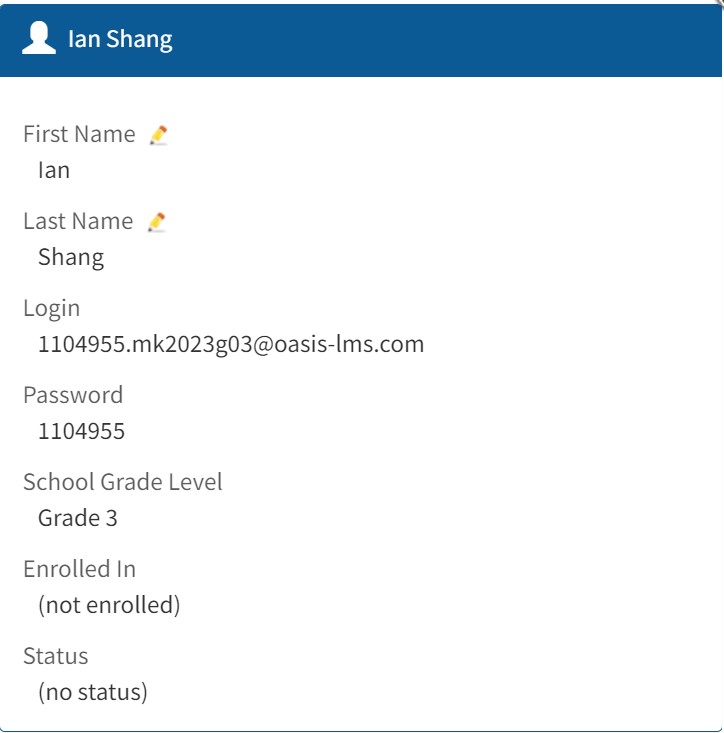 Ian Shang
First Name
Ian
Last Name
Shang
Login
1104955.mk2023g03@oasis-lms.com
Password
1104955
School Grade Level
Grade 3
Enrolled In
(not enrolled)
Status
(no status)